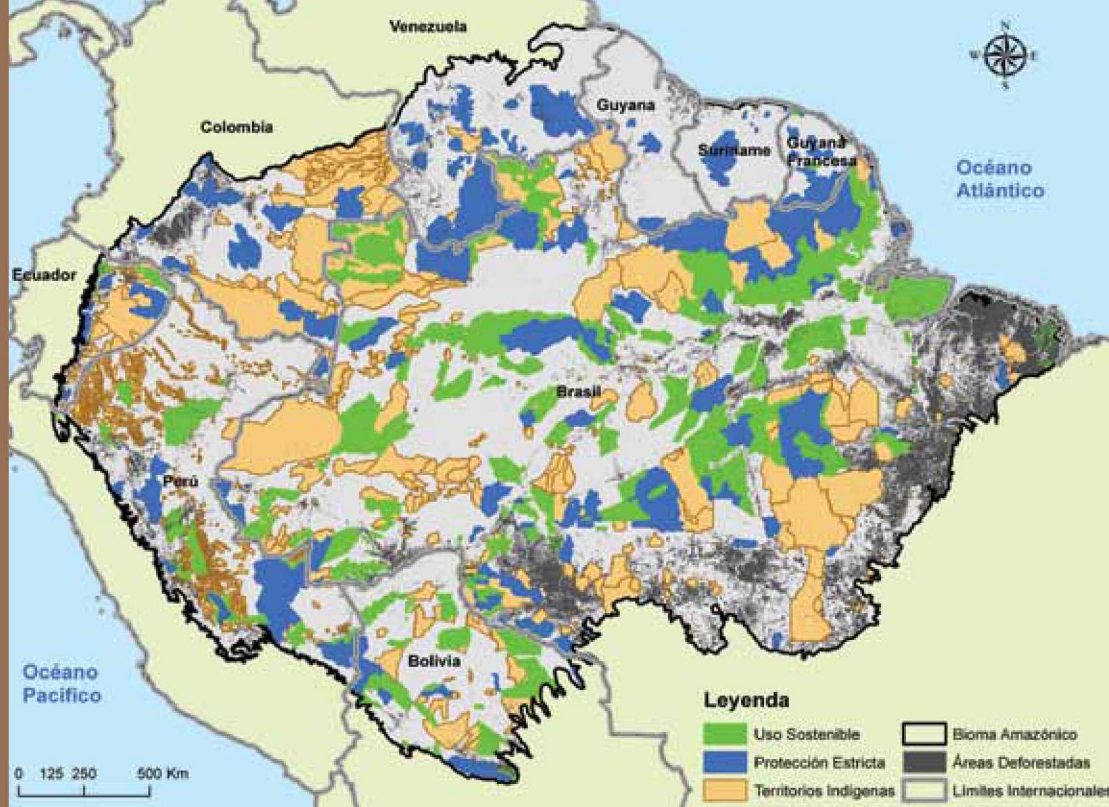 Venezuela
N
W E
S
Guyana
Colombia
Suriname
Guyana
Francesa
Océano
Atlântico
Ecuador
Brasil
Perú
Bolivia
Océano
Pacífico
Leyenda
Uso Sostenible
Bioma Amazónico
Protección Estricta
Áreas Deforestadas
Territorios Indígenas
Límites Internacionales
0 125 250 500 Km